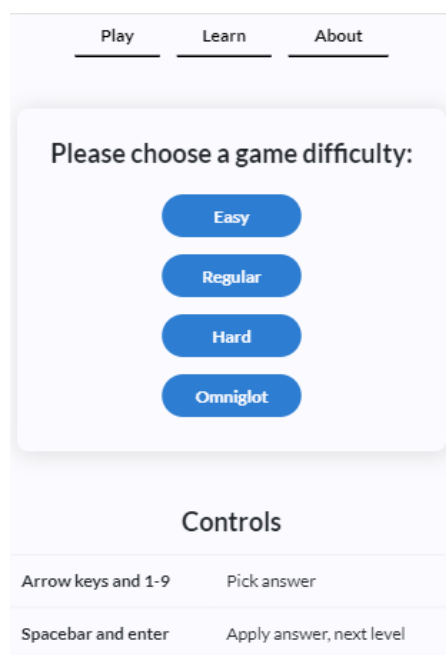 Play Learn About
Please choose a game difficulty:
Easy
Regular
Hard
Omniglot
Controls
Arrow keys and 1-9 Pick answer
Spacebar and enter Apply answer, next level